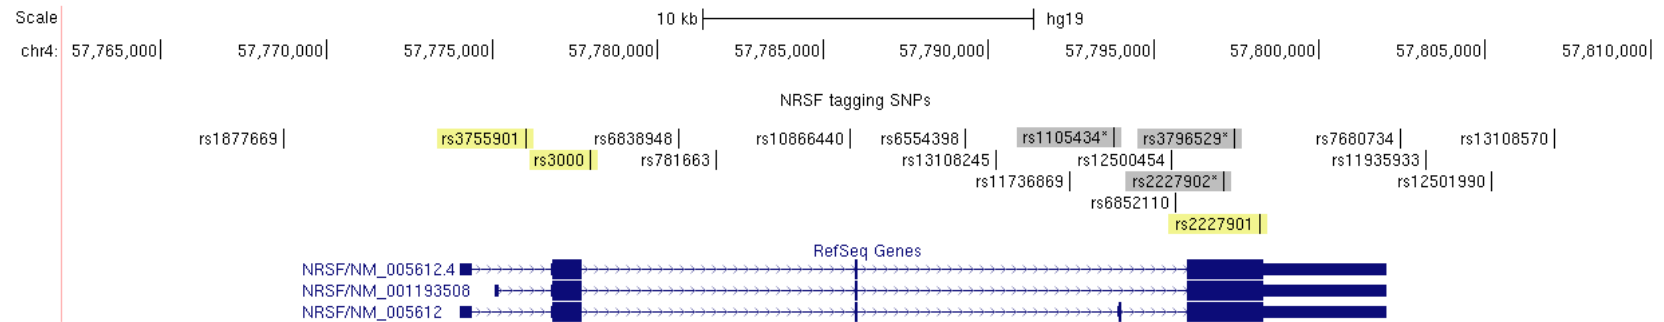 Scale 10 kb hg19
chr4: 57,765,000 57,770,000 57,775,000 57,780,000 57,785,000 57,790,000 57,795,000 57,800,000 57,805,000 57,810,000
NRSF tagging SNPs
rs1877669 rs3755901 rs6838948 rs10866440 rs6554398 rs1105434* rs3796529* rs7680734 rs13108570
rs3000 rs781663 rs13108245 rs12500454 rs11935933
rs11736869 rs2227902* rs12501990
rs6852110
rs2227901
RefSeq Genes
NRSF/NM_005612.4
NRSF/NM_001193508
NRSF/NM_005612